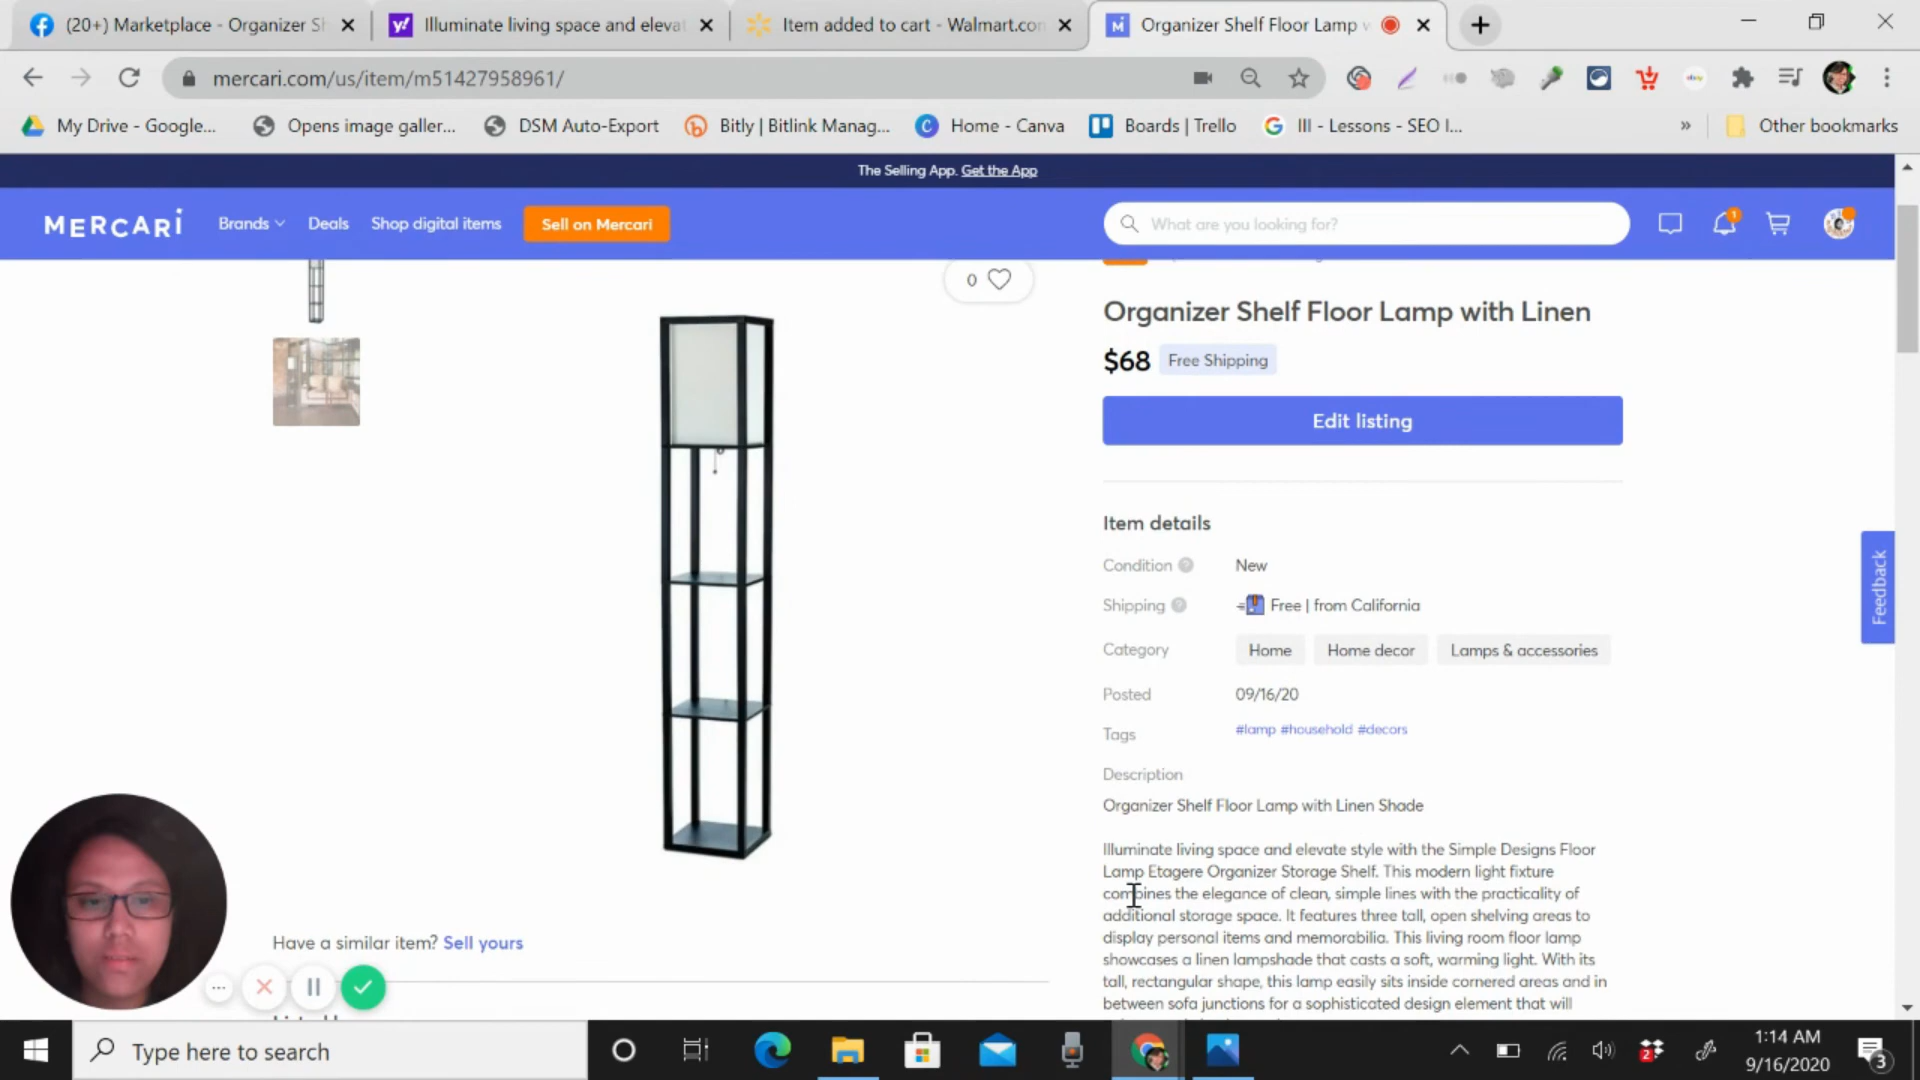 (20+) Marketplace - Organizer Sh
Illuminate living space and elevat
Item added to cart - Walmart.con
Organizer Shelf Floor Lamp w
mercari.com/us/item/m51427958961/
My Drive - Google...
Opens image galler...
DSM Auto-Export
Bitly | Bitlink Manag...
Home - Canva
Boards | Trello
III - Lessons - SEO I...
»
Other bookmarks
The Selling App. Get the App
MERCARI
Brands
Deals
Shop digital items
Sell on Mercari
What are you looking for?
1
0
Organizer Shelf Floor Lamp with Linen
$68
Free Shipping
Edit listing
Item details
Condition
New
Shipping
Free | from California
Category
Home
Home decor
Lamps & accessories
Posted
09/16/20
Tags
#lamp #household #decors
Description
Organizer Shelf Floor Lamp with Linen Shade
Illuminate living space and elevate style with the Simple Designs Floor
Lamp Etagere Organizer Storage Shelf. This modern light fixture
combines the elegance of clean, simple lines with the practicality of
additional storage space. It features three tall, open shelving areas to
display personal items and memorabilia. This living room floor lamp
showcases a linen lampshade that casts a soft, warming light. With its
tall, rectangular shape, this lamp easily sits inside cornered areas and in
between sofa junctions for a sophisticated design element that will
Feedback
Have a similar item? Sell yours
Type here to search
2
1:14 AM
9/16/2020
3